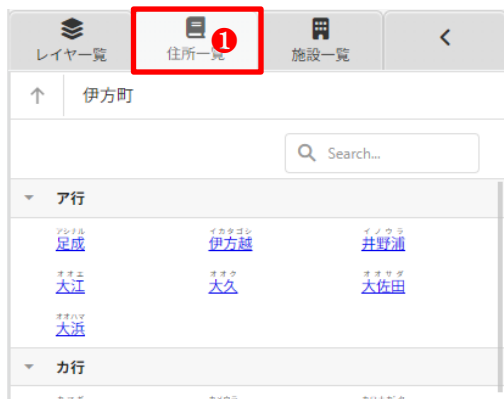 レイヤ一覧 住所一覧 1 施設一覧
伊方町
Search...
ア行
アシナル イカタゴシ イノウラ
足成 伊方越 井野浦
オオエ オオク オオサダ
大江 大久 大佐田
オオハマ
大浜
カ行